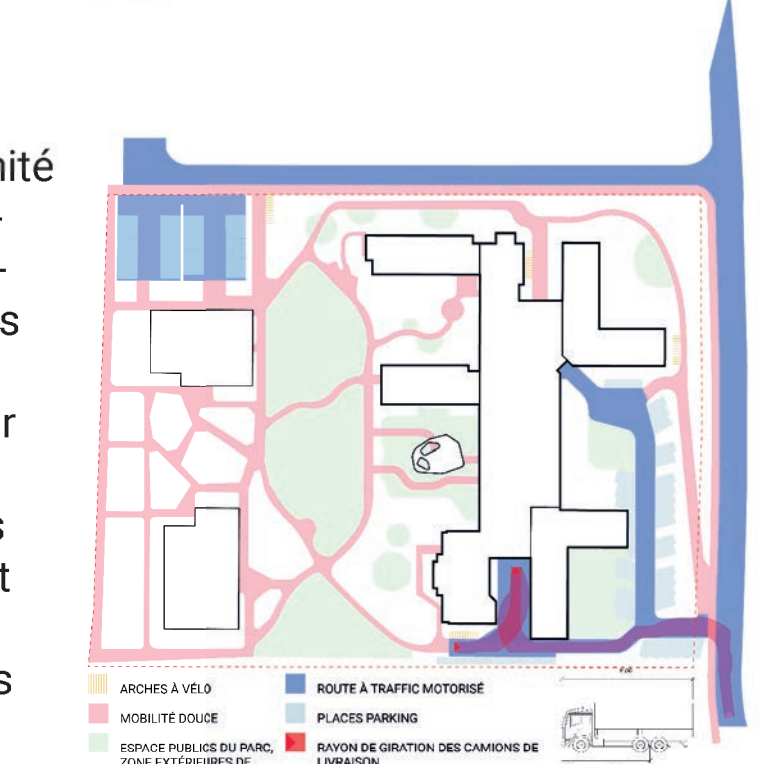 nité
r
-
s
r
s
t
s
ARCHES À VÉLO
MOBILITÉ DOUCE
ESPACE PUBLICS DU PARC,
ZONE EXTÉRIEURES DE
ROUTE À TRAFFIC MOTORISÉ
PLACES PARKING
RAYON DE GIRATION DES CAMIONS DE
LIVRAISON